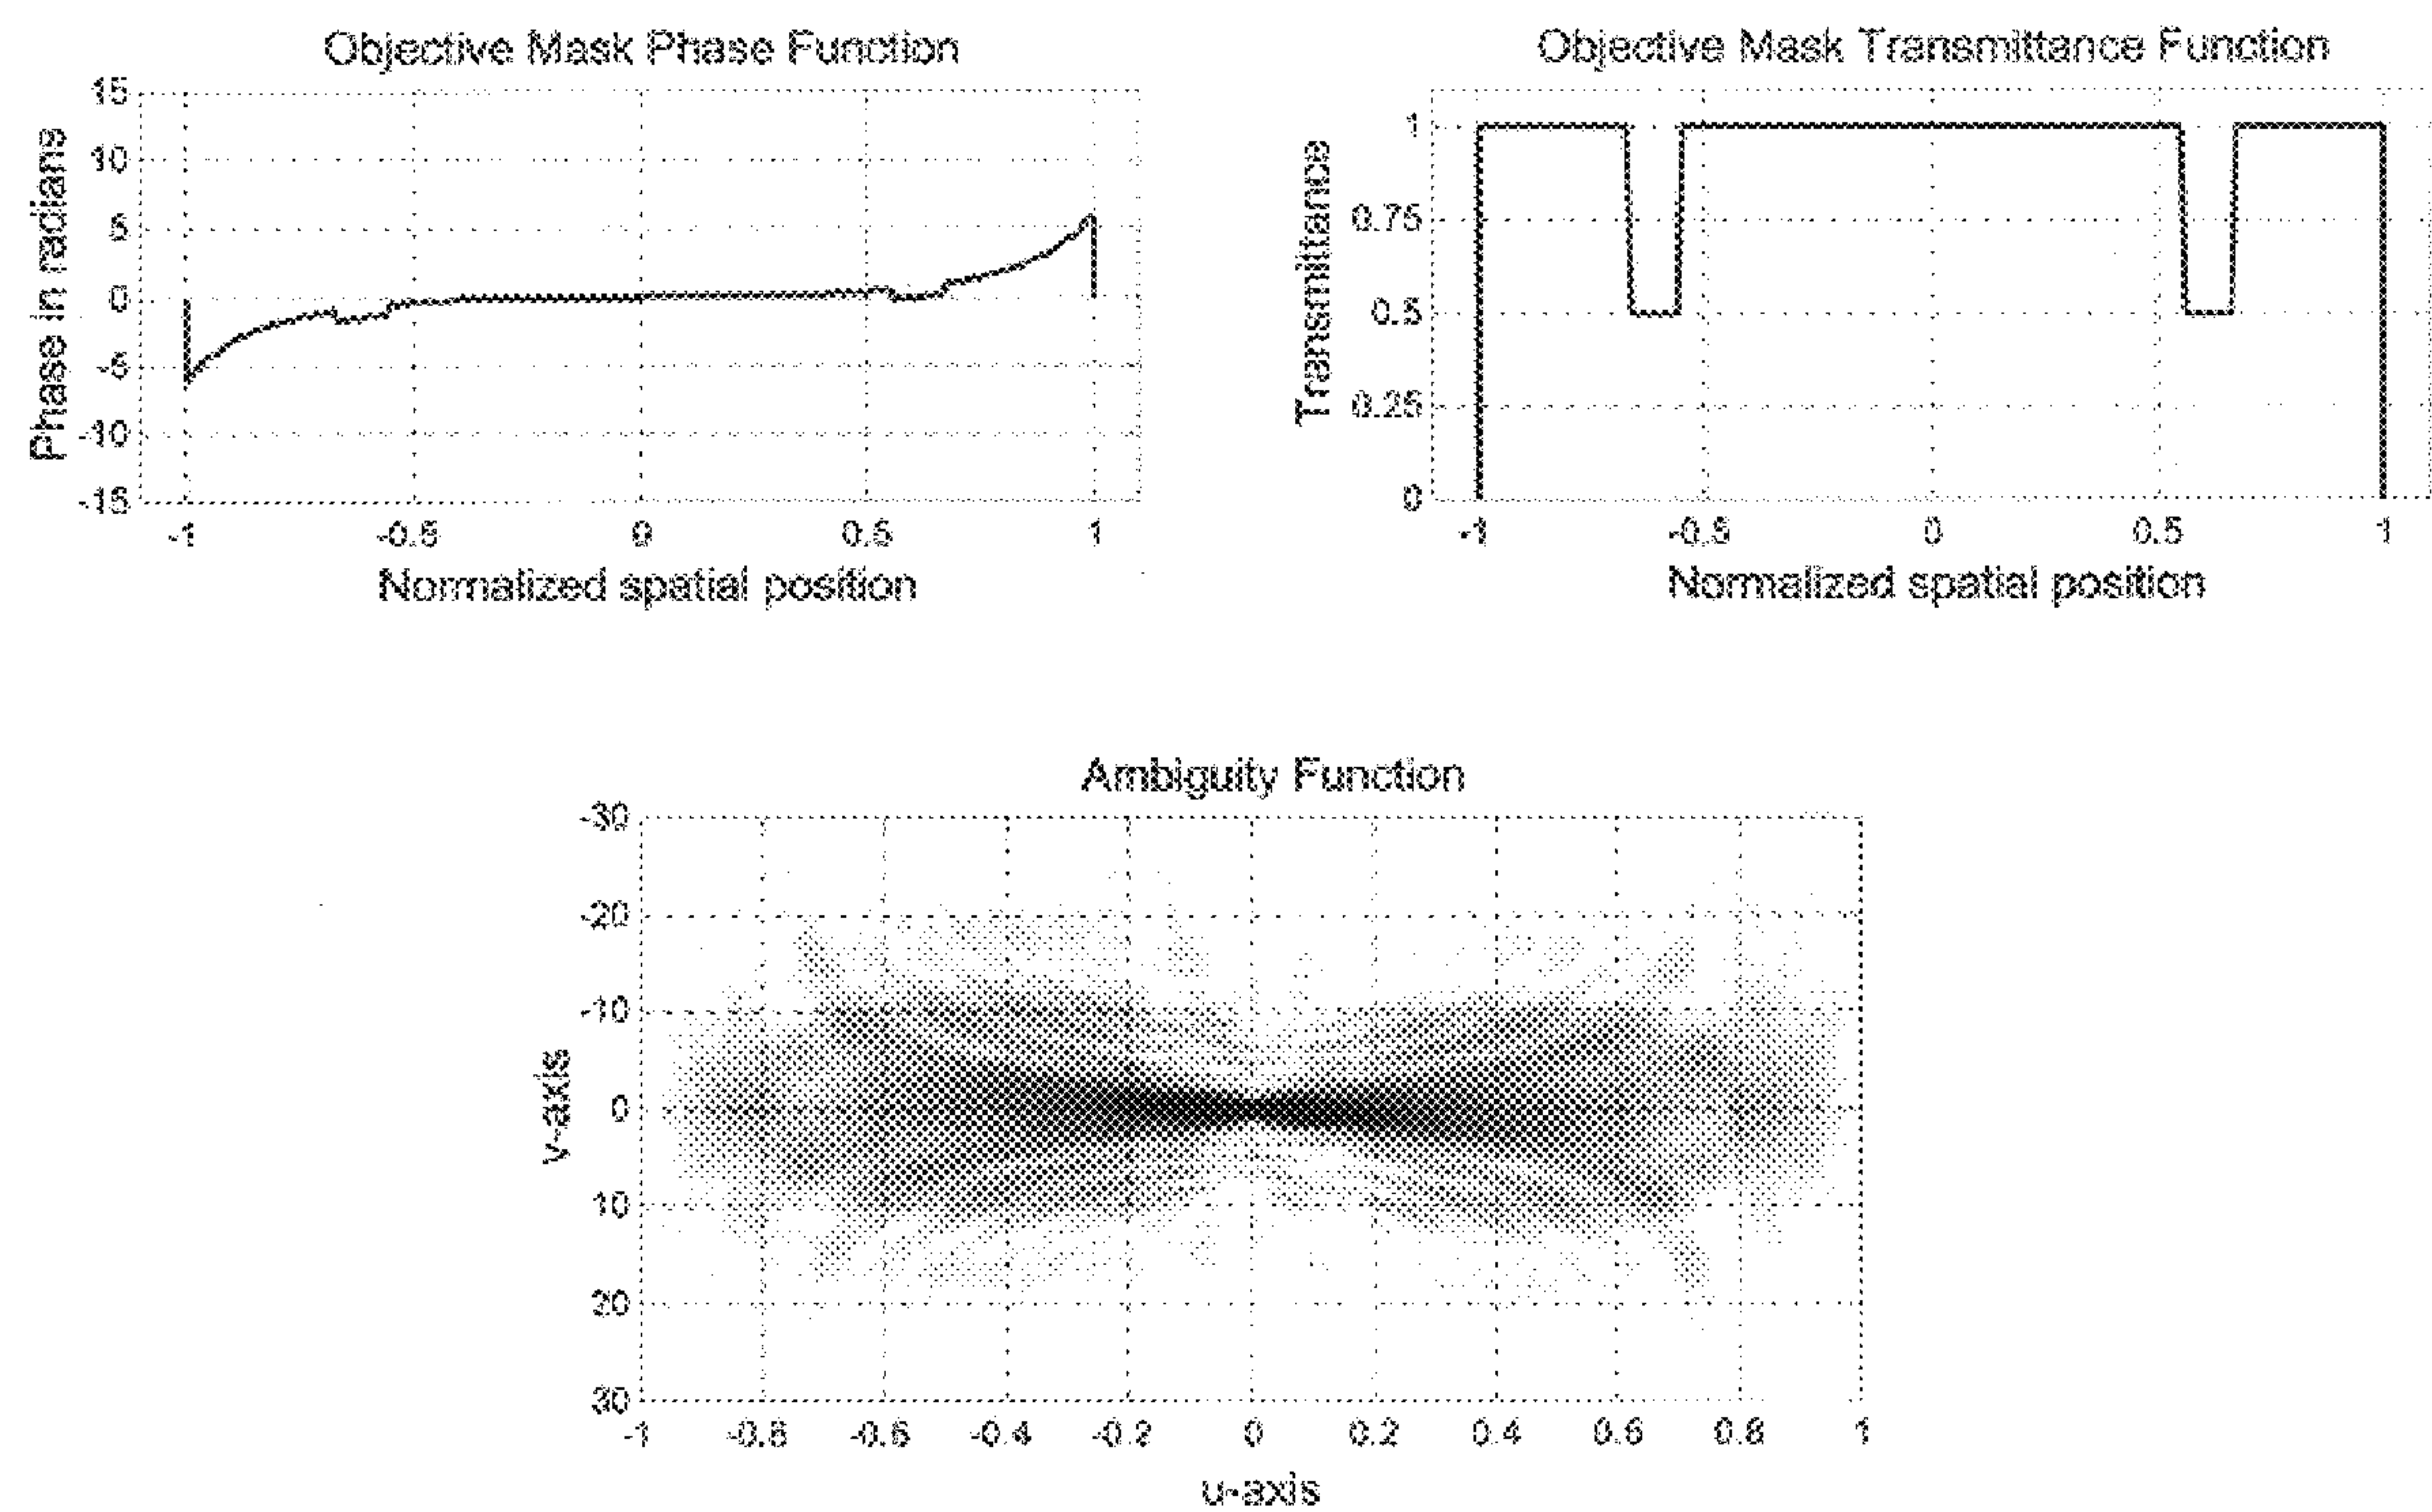 Objective Mask Phase Function
15
10
5
0
-5
-10
-15
Phase in radians
-1 -0.5 0 0.5 1
Normalized spatial position
Objective Mask Transmittance Function
1
0.75
0.5
0.25
0
Transmittance
-1 -0.5 0 0.5 1
Normalized spatial position
Ambiguity Function
-30
-20
-10
0
10
20
30
v-axis
-1 -0.8 -0.6 -0.4 -0.2 0 0.2 0.4 0.6 0.8 1
u-axis